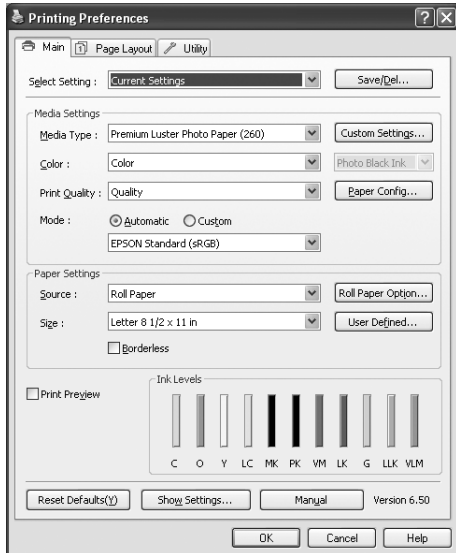 Printing Preferences
Main Page Layout Utility
Select Setting : Current Settings Save/Del...
Media Settings
Media Type : Premium Luster Photo Paper (260) Custom Settings...
Color : Color Photo Black Ink
Print Quality : Quality Paper Config...
Mode : Automatic Custom
EPSON Standard (sRGB)
Paper Settings
Source : Roll Paper Roll Paper Option...
Size : Letter 8 1/2 x 11 in User Defined...
Borderless
Print Preview
Ink Levels
C O Y LC MK PK VM LK G LLK VLM
Reset Defaults(Y) Show Settings... Manual Version 6.50
OK Cancel Help